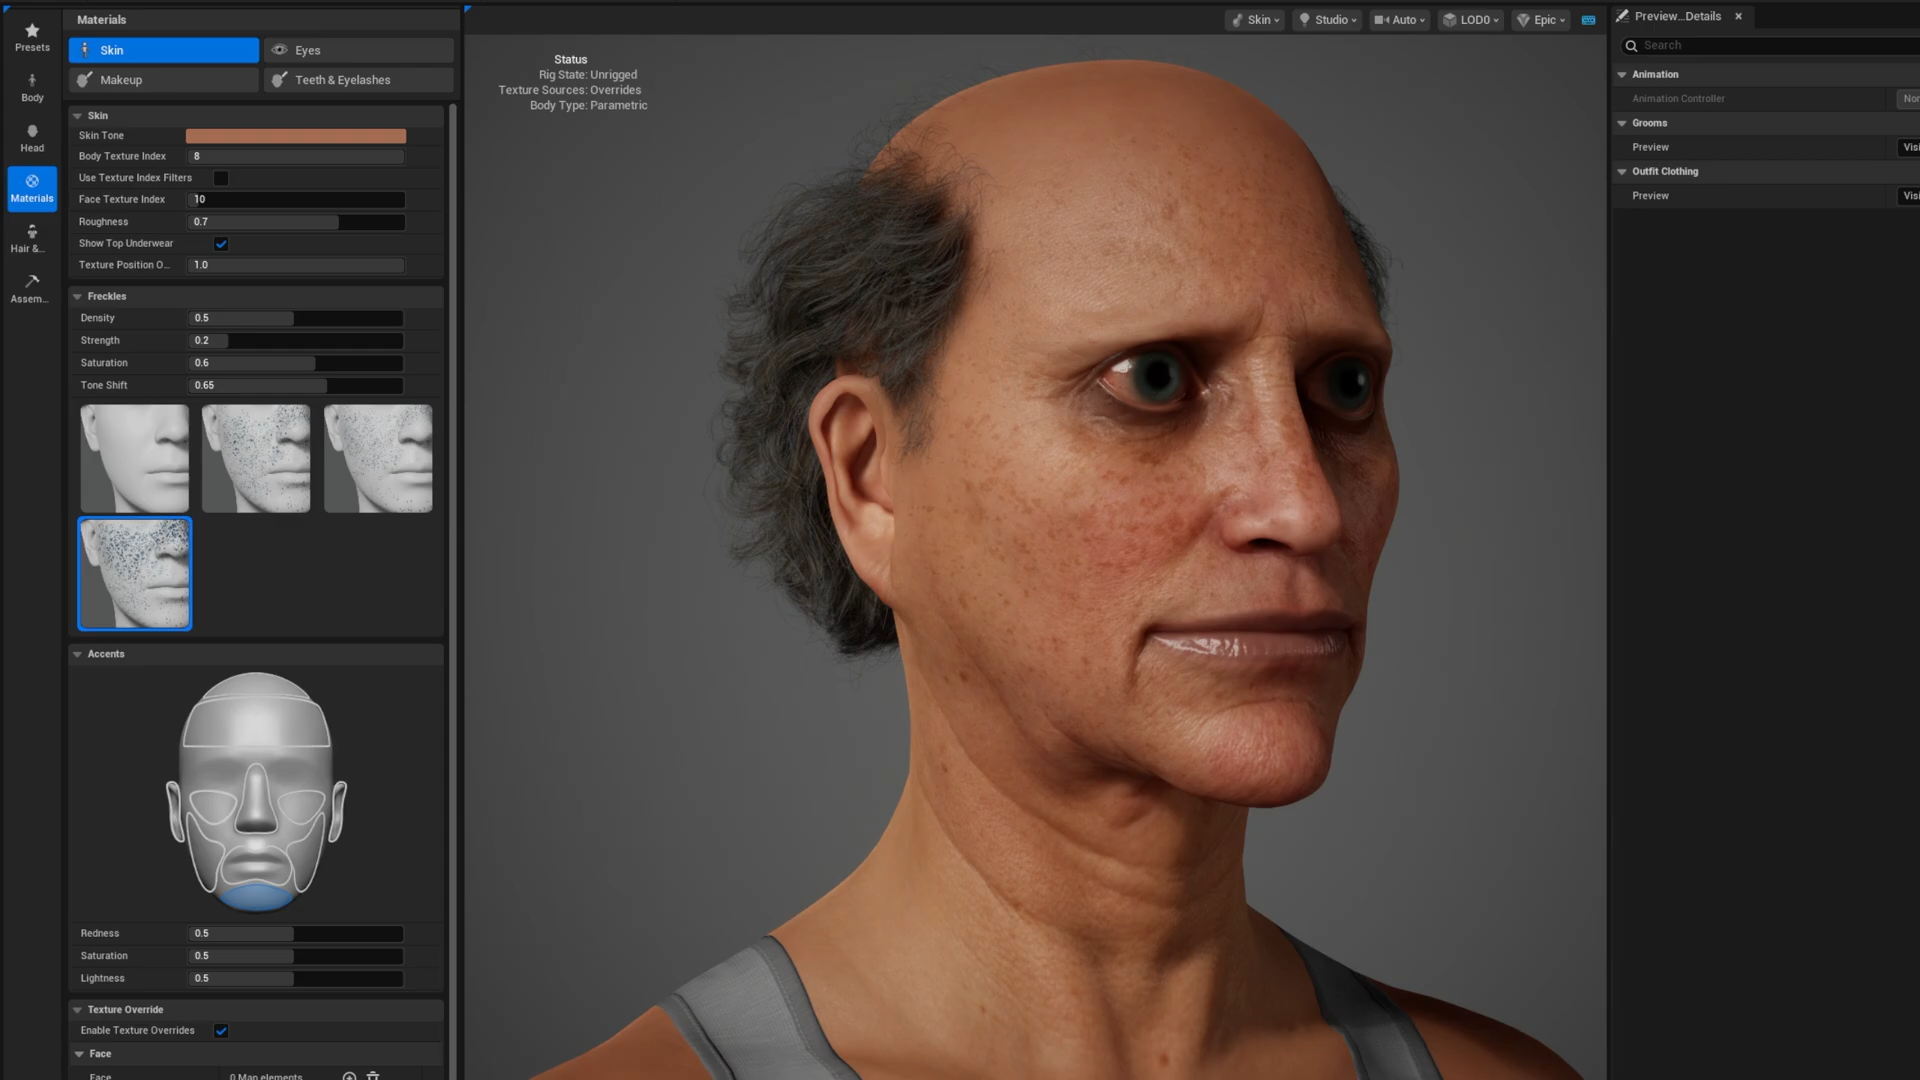 Presets
Body
Head
Materials
Hair &...
Assem...
Materials
Skin
Eyes
Makeup
Teeth & Eyelashes
Skin
Skin Tone
Body Texture Index 8
Use Texture Index Filters
Face Texture Index 10
Roughness 0.7
Show Top Underwear
Texture Position O... 1.0
Freckles
Density 0.5
Strength 0.2
Saturation 0.6
Tone Shift 0.65
Accents
Redness 0.5
Saturation 0.5
Lightness 0.5
Texture Override
Enable Texture Overrides
Face
Face 0 Map elements
Status
Rig State: Unrigged
Texture Sources: Overrides
Body Type: Parametric
Skin
Studio
Auto
LOD0
Epic
Preview...Details
Search
Animation
Animation Controller Non
Grooms
Preview Visi
Outfit Clothing
Preview Visi